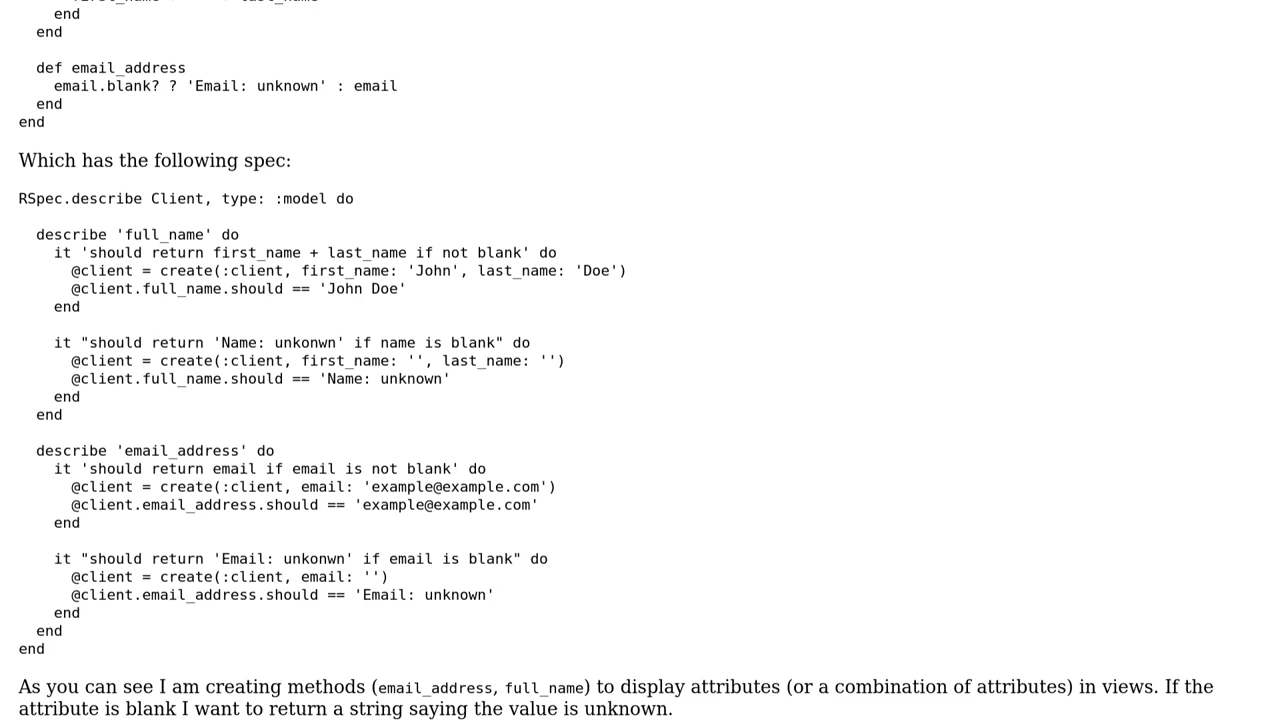 end
  end

  def email_address
    email.blank? ? 'Email: unknown' : email
  end
end
Which has the following spec:
RSpec.describe Client, type: :model do

  describe 'full_name' do
    it 'should return first_name + last_name if not blank' do
      @client = create(:client, first_name: 'John', last_name: 'Doe')
      @client.full_name.should == 'John Doe'
    end

    it "should return 'Name: unkonwn' if name is blank" do
      @client = create(:client, first_name: '', last_name: '')
      @client.full_name.should == 'Name: unknown'
    end
  end

  describe 'email_address' do
    it 'should return email if email is not blank' do
      @client = create(:client, email: 'example@example.com')
      @client.email_address.should == 'example@example.com'
    end

    it "should return 'Email: unkonwn' if email is blank" do
      @client = create(:client, email: '')
      @client.email_address.should == 'Email: unknown'
    end
  end
end
As you can see I am creating methods (email_address, full_name) to display attributes (or a combination of attributes) in views. If the
attribute is blank I want to return a string saying the value is unknown.